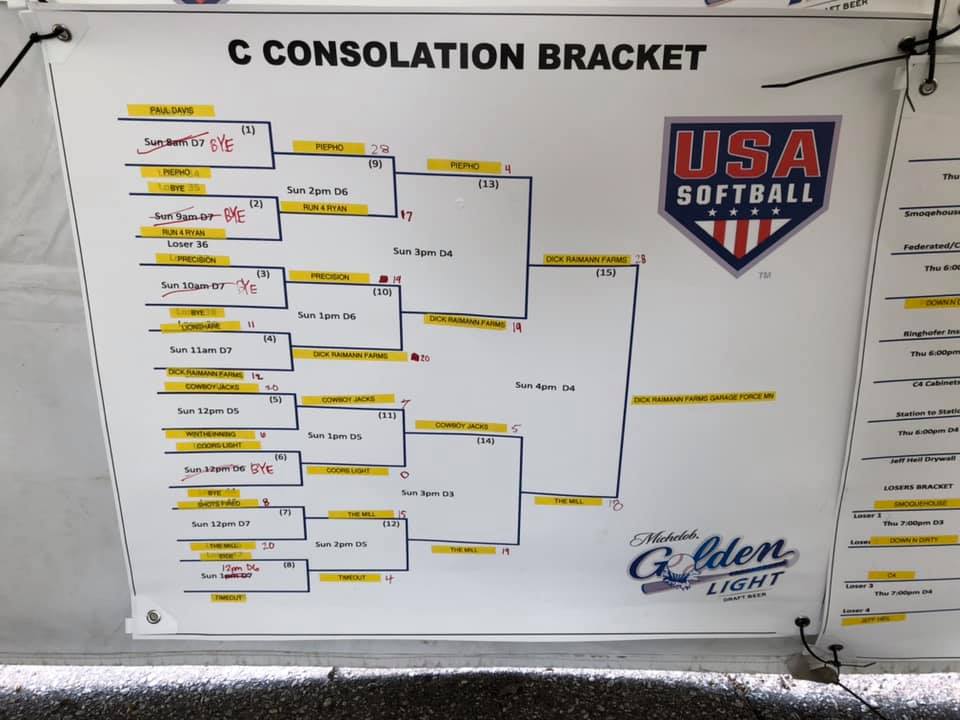 FT BEER
C CONSOLATION BRACKET
PAUL DAVIS
(1)
Sun 8am D7 BYE
PIEPHO
BYE 35
(2)
Sun 9am D7 BYE
RUN 4 RYAN
Loser 36
PRECISION
(3)
Sun 10am D7 BYE
BYE
LIONSHARE 11
(4)
Sun 11am D7
DICK RAIMANN FARMS 12
COWBOY JACKS 20
(5)
Sun 12pm D5
WINTHEINNING 6
COORS LIGHT
(6)
Sun 12pm D6 BYE
BYE
SHOTS FIRED 8
(7)
Sun 12pm D7
THE MILL 20
(8)
12pm D6
Sun 1pm D7
TIMEOUT
PIEPHO 28
(9)
Sun 2pm D6
RUN 4 RYAN 17
PRECISION 19
(10)
Sun 1pm D6
DICK RAIMANN FARMS 20
COWBOY JACKS 7
(11)
Sun 1pm D5
COORS LIGHT 0
THE MILL 15
(12)
Sun 2pm D5
TIMEOUT 4
PIEPHO 4
(13)
Sun 3pm D4
DICK RAIMANN FARMS 19
COWBOY JACKS 5
(14)
Sun 3pm D3
THE MILL 19
DICK RAIMANN FARMS 28
(15)
Sun 4pm D4
THE MILL 18
DICK RAIMANN FARMS GARAGE FORCE MN
USA
SOFTBALL
TM
Michelob.
Golden
LIGHT
DRAFT BEER
Thu
Smoqehouse
Federated/C
Thu 6:00
DOWN N D
Ringhofer Ins
Thu 6:00pm
C4 Cabinets
Station to Static
Thu 6:00pm D4
Jeff Heil Drywall
LOSERS BRACKET
SMOQEHOUSE
Loser 1
Thu 7:00pm D3
DOWN N DIRTY
C4
Loser 3
Thu 7:00pm D4
Loser 4
JEFF HEIL